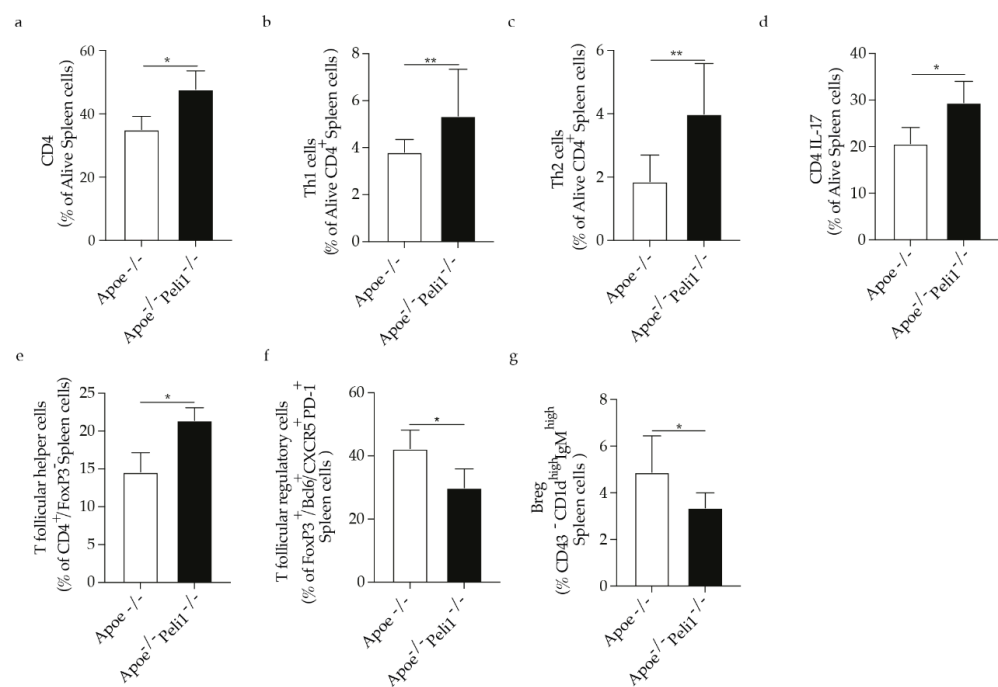 a
CD4
(% of Alive Spleen cells)
60
40
20
0
*
Apoe -/-
Apoe-/- Peli1-/-
b
Th1 cells
(% of Alive CD4+ Spleen cells)
8
6
4
2
0
**
Apoe -/-
Apoe-/- Peli1-/-
c
Th2 cells
(% of Alive CD4+ Spleen cells)
6
4
2
0
**
Apoe -/-
Apoe-/- Peli1-/-
d
CD4 IL-17
(% of Alive Spleen cells)
40
30
20
10
0
*
Apoe -/-
Apoe-/- Peli1-/-
e
T follicular helper cells
(% of CD4+/FoxP3- Spleen cells)
25
20
15
10
5
0
*
Apoe -/-
Apoe-/- Peli1-/-
f
T follicular regulatory cells
(% of FoxP3+/Bcl6+/CXCR5+PD-1+
Spleen cells )
60
40
20
0
*
Apoe -/-
Apoe-/- Peli1-/-
g
Breg
(% CD43- CD1dhighIgMhigh
Spleen cells )
8
6
4
2
0
*
Apoe -/-
Apoe-/- Peli1-/-